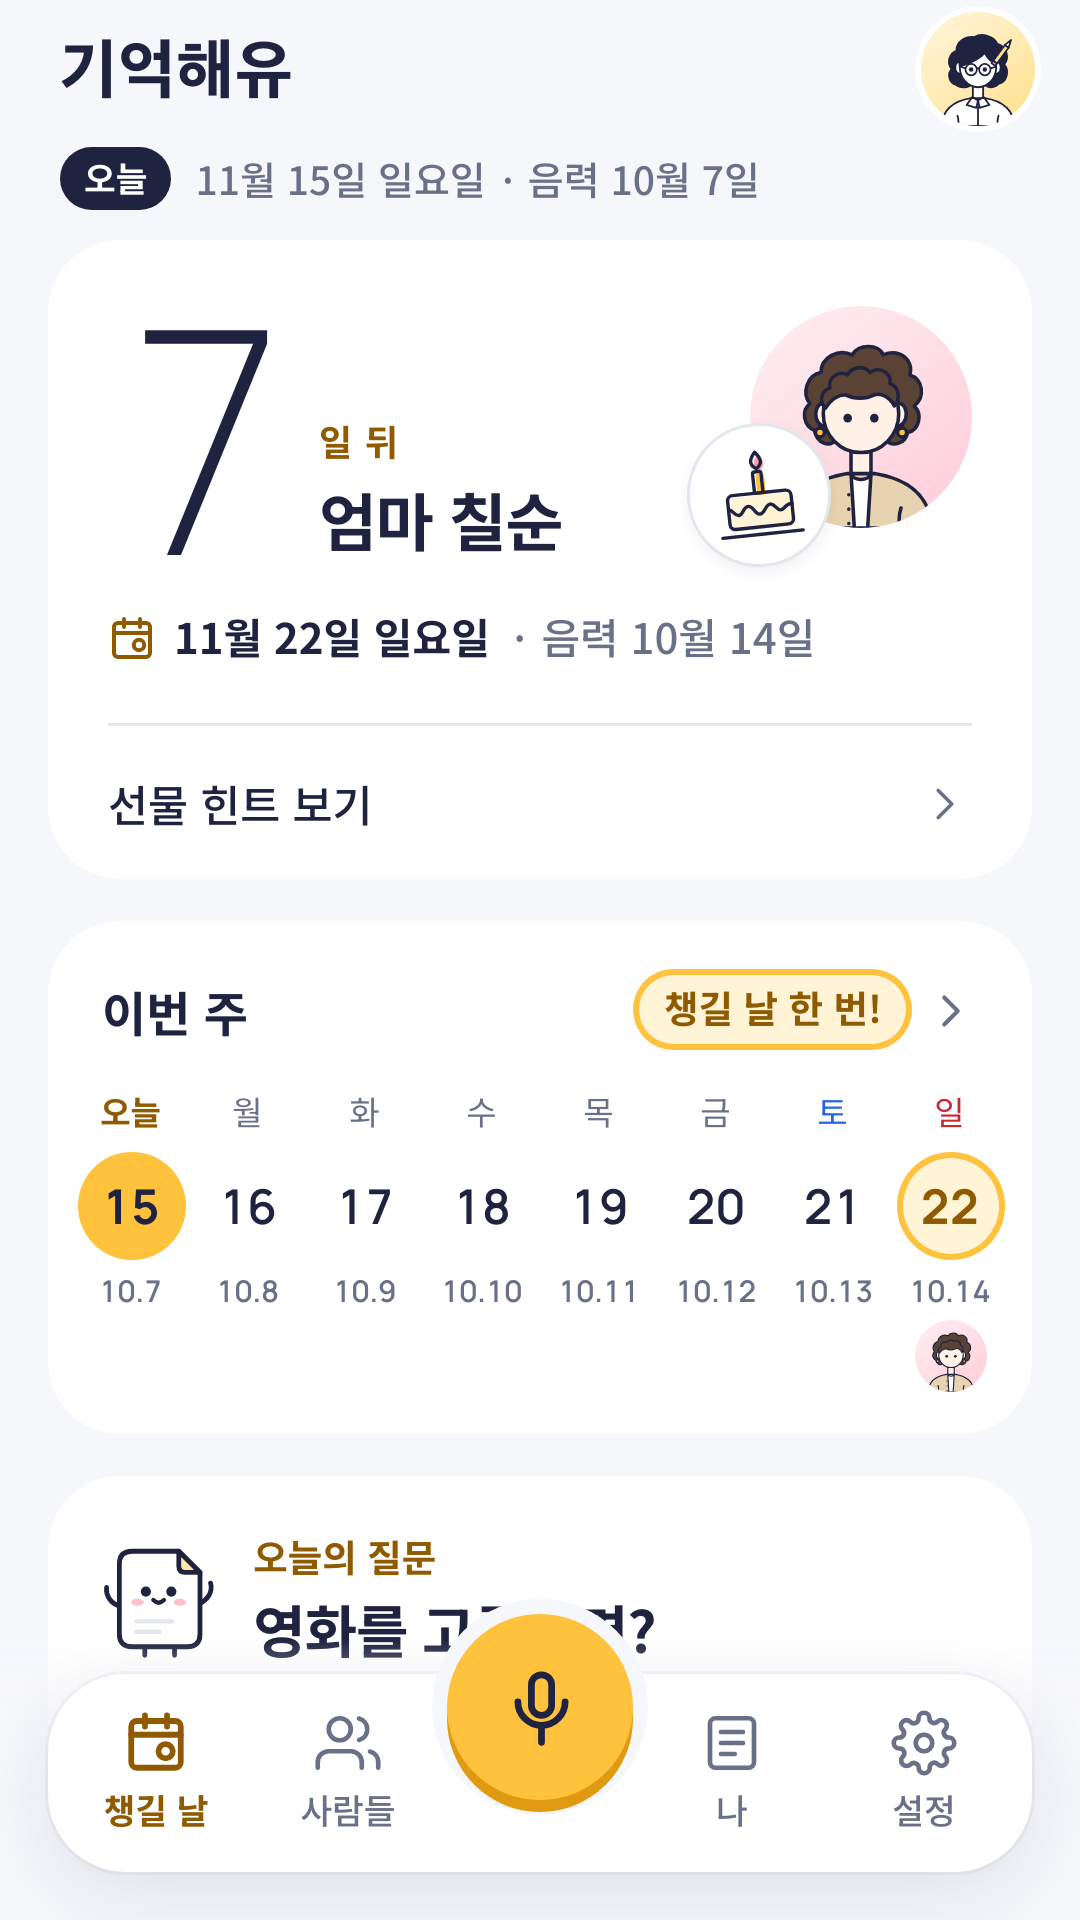 기억해유
오늘 11월 15일 일요일 · 음력 10월 7일
7
일 뒤
엄마 칠순
11월 22일 일요일 · 음력 10월 14일
선물 힌트 보기
이번 주
챙길 날 한 번!
오늘 월 화 수 목 금 토 일
15 16 17 18 19 20 21 22
10.7 10.8 10.9 10.10 10.11 10.12 10.13 10.14
오늘의 질문
영화를
챙길 날 사람들 나 설정